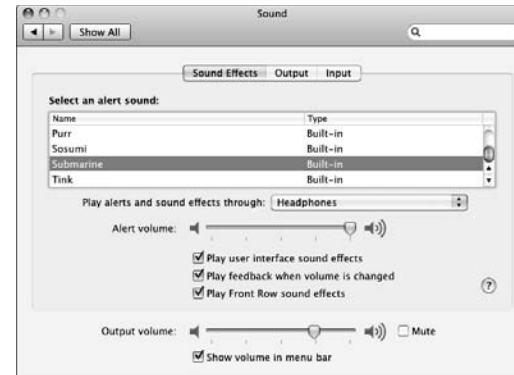 Sound
Show All
Sound Effects Output Input
Select an alert sound:
Name Type
Purr Built-in
Sosumi Built-in
Submarine Built-in
Tink Built-in
Play alerts and sound effects through: Headphones
Alert volume:
Play user interface sound effects
Play feedback when volume is changed
Play Front Row sound effects
?
Output volume: Mute
Show volume in menu bar